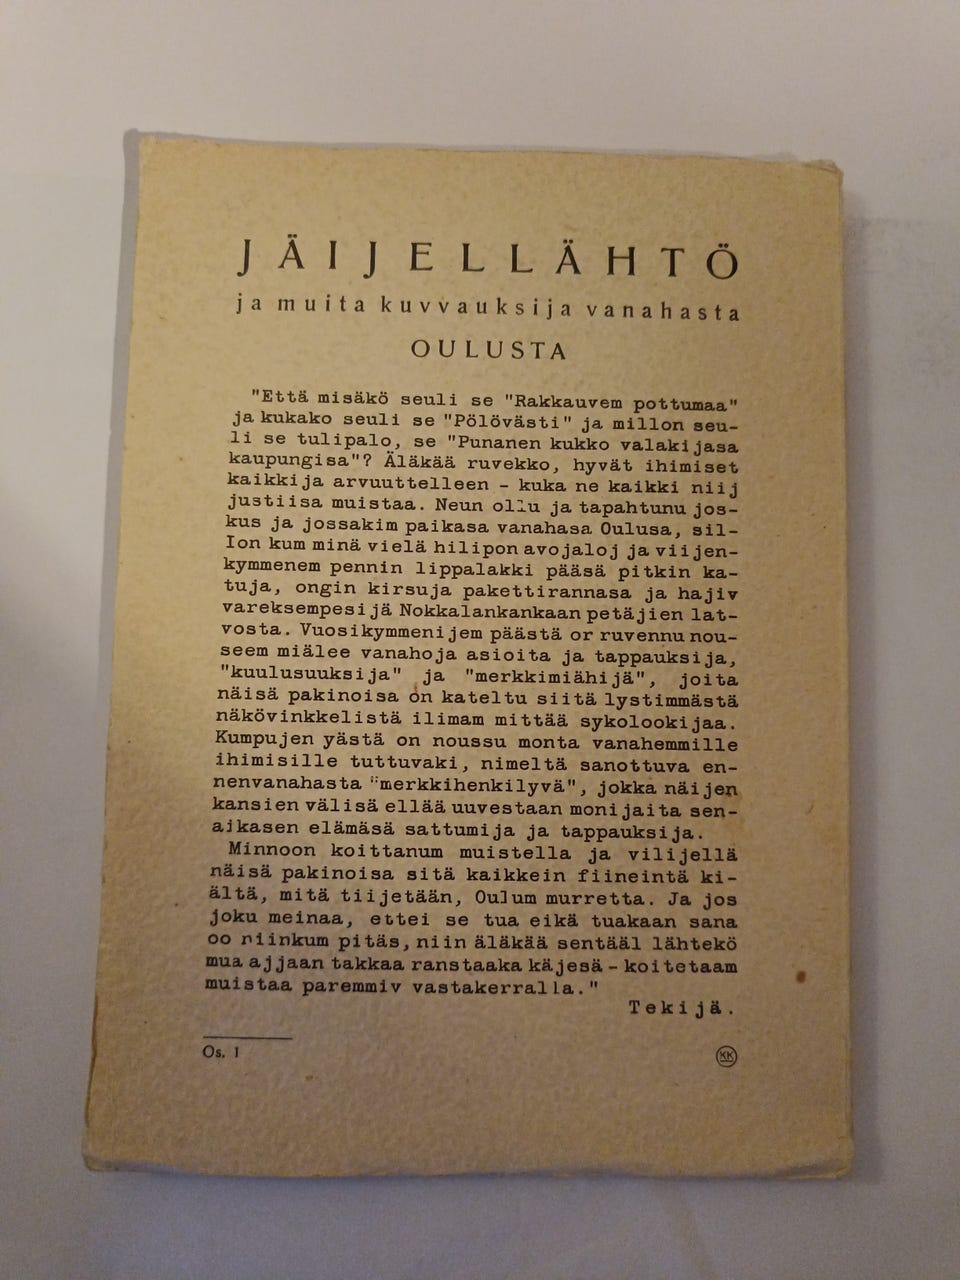 JÄIJELLÄHTÖ
ja muita kuvvauksija vanahasta
OULUSTA
"Että misäkö seuli se "Rakkauvem pottumaa"
ja kukako seuli se "Pölövästi" ja millon seu-
li se tulipalo, se "Punanen kukko valakijasa
kaupungisa"? Äläkää ruvekko, hyvät ihimiset
kaikkija arvuuttelleen - kuka ne kaikki niij
justiisa muistaa. Neun ollu ja tapahtunu jos-
kus ja jossakim paikasa vanahasa Oulusa, sil-
lon kum minä vielä hilipon avojaloj ja viijen-
kymmenem pennin lippalakki pääsä pitkin ka-
tuja, ongin kirsuja pakettirannasa ja hajiv
vareksempesijä Nokkalankankaan petäjien lat-
vosta. Vuosikymmenijem päästä or ruvennu nou-
seem miälee vanahoja asioita ja tappauksija,
"kuulusuuksija" ja "merkkimiähijä", joita
näisä pakinoisa on kateltu siitä lystimmästä
näkövinkkelistä ilimam mittää sykolookijaa.
Kumpujen yästä on noussu monta vanahemmille
ihimisille tuttuvaki, nimeltä sanottuva en-
nenvanahasta "merkkihenkilyvä", jokka näijen
kansien välisä ellää uuvestaan monijaita sen-
aikasen elämäsä sattumija ja tappauksija.
Minnoon koittanum muistella ja vilijellä
näisä pakinoisa sitä kaikkein fiineintä ki-
ältä, mitä tiijetään, Oulum murretta. Ja jos
joku meinaa, ettei se tua eikä tuakaan sana
oo niinkum pitäs, niin äläkää sentääl lähtekö
mua ajjaan takkaa ranstaaka käjesä - koitetaam
muistaa paremmiv vastakerralla."
Tekijä.
Os. 1
KK